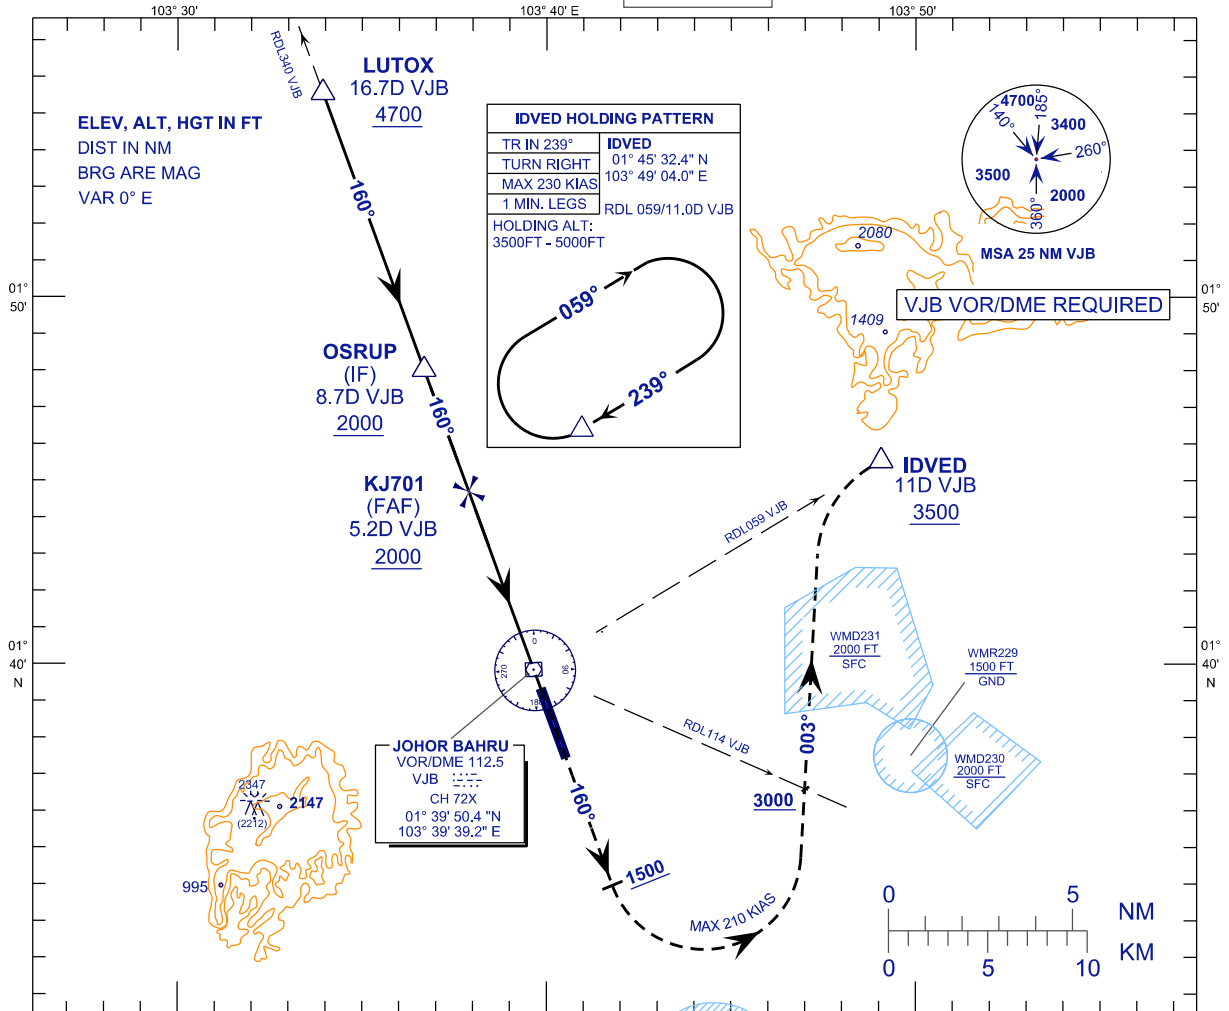 103° 30'
103° 40' E
103° 50'
RDL340 VJB
LUTOX
16.7D VJB
4700
ELEV, ALT, HGT IN FT
DIST IN NM
BRG ARE MAG
VAR 0° E
IDVED HOLDING PATTERN
TR IN 239°
TURN RIGHT
MAX 230 KIAS
1 MIN. LEGS
IDVED
01° 45' 32.4" N
103° 49' 04.0" E
RDL 059/11.0D VJB
HOLDING ALT:
3500FT - 5000FT
059°
239°
4700
185°
140°
3400
260°
3500
2000
360°
MSA 25 NM VJB
2080
VJB VOR/DME REQUIRED
1409
160°
01°
50'
01°
50'
OSRUP
(IF)
8.7D VJB
2000
160°
KJ701
(FAF)
5.2D VJB
2000
IDVED
11D VJB
3500
RDL059 VJB
WMD231
2000 FT
SFC
WMR229
1500 FT
GND
WMD230
2000 FT
SFC
01°
40'
N
01°
40'
N
0
90
180
270
RDL114 VJB
003°
3000
JOHOR BAHRU
VOR/DME 112.5
VJB
CH 72X
01° 39' 50.4 "N
103° 39' 39.2" E
160°
1500
MAX 210 KIAS
2347
2147
(2212)
995
0
5
NM
KM
0
5
10